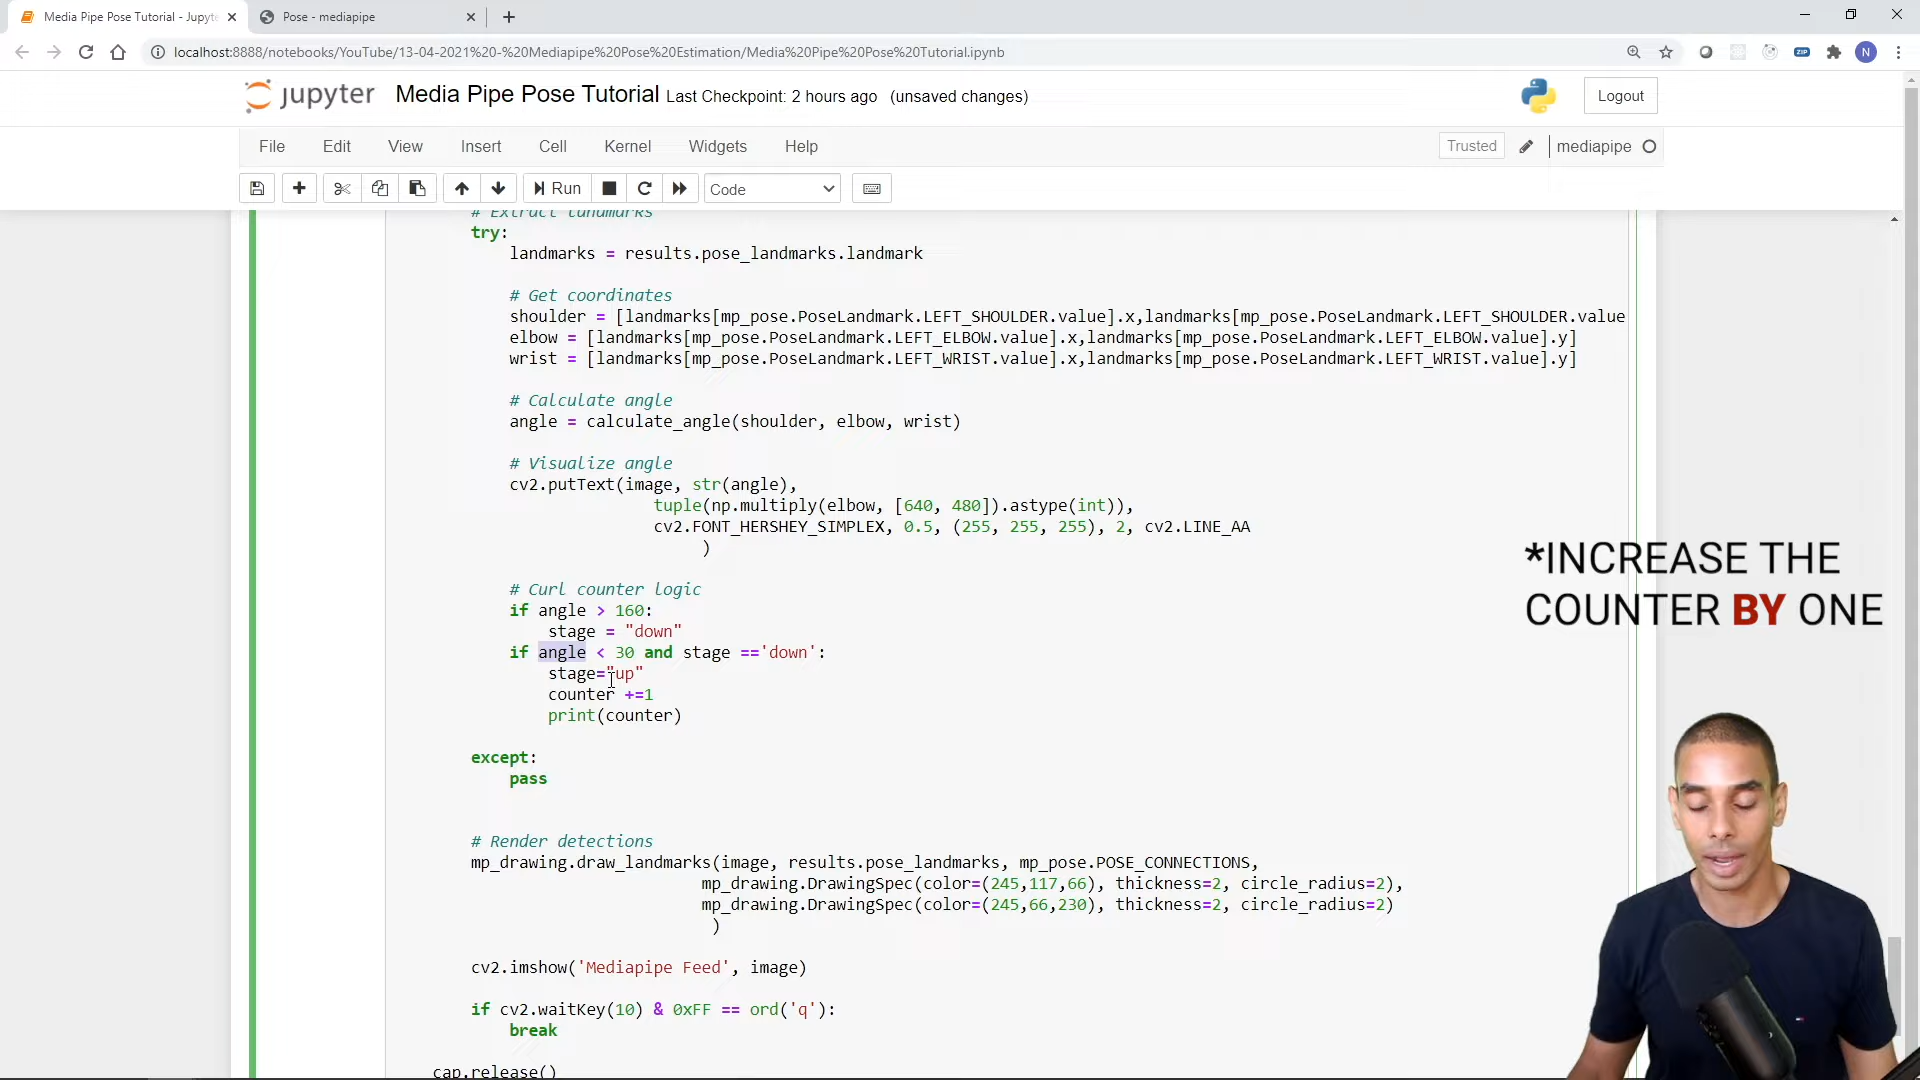 Media Pipe Pose Tutorial - Jupyte
Pose - mediapipe
localhost:8888/notebooks/YouTube/13-04-2021%20-%20Mediapipe%20Pose%20Estimation/Media%20Pipe%20Pose%20Tutorial.ipynb
ZIP
N
jupyter Media Pipe Pose Tutorial Last Checkpoint: 2 hours ago (unsaved changes)
Logout
File Edit View Insert Cell Kernel Widgets Help
Trusted
mediapipe
Run
Code
# Extract landmarks
try:
landmarks = results.pose_landmarks.landmark
# Get coordinates
shoulder = [landmarks[mp_pose.PoseLandmark.LEFT_SHOULDER.value].x,landmarks[mp_pose.PoseLandmark.LEFT_SHOULDER.value
elbow = [landmarks[mp_pose.PoseLandmark.LEFT_ELBOW.value].x,landmarks[mp_pose.PoseLandmark.LEFT_ELBOW.value].y]
wrist = [landmarks[mp_pose.PoseLandmark.LEFT_WRIST.value].x,landmarks[mp_pose.PoseLandmark.LEFT_WRIST.value].y]
# Calculate angle
angle = calculate_angle(shoulder, elbow, wrist)
# Visualize angle
cv2.putText(image, str(angle),
tuple(np.multiply(elbow, [640, 480]).astype(int)),
cv2.FONT_HERSHEY_SIMPLEX, 0.5, (255, 255, 255), 2, cv2.LINE_AA
)
# Curl counter logic
if angle > 160:
stage = "down"
if angle < 30 and stage =='down':
stage="up"
counter +=1
print(counter)
except:
pass
# Render detections
mp_drawing.draw_landmarks(image, results.pose_landmarks, mp_pose.POSE_CONNECTIONS,
mp_drawing.DrawingSpec(color=(245,117,66), thickness=2, circle_radius=2),
mp_drawing.DrawingSpec(color=(245,66,230), thickness=2, circle_radius=2)
)
cv2.imshow('Mediapipe Feed', image)
if cv2.waitKey(10) & 0xFF == ord('q'):
break
cap.release()
*INCREASE THE
COUNTER BY ONE